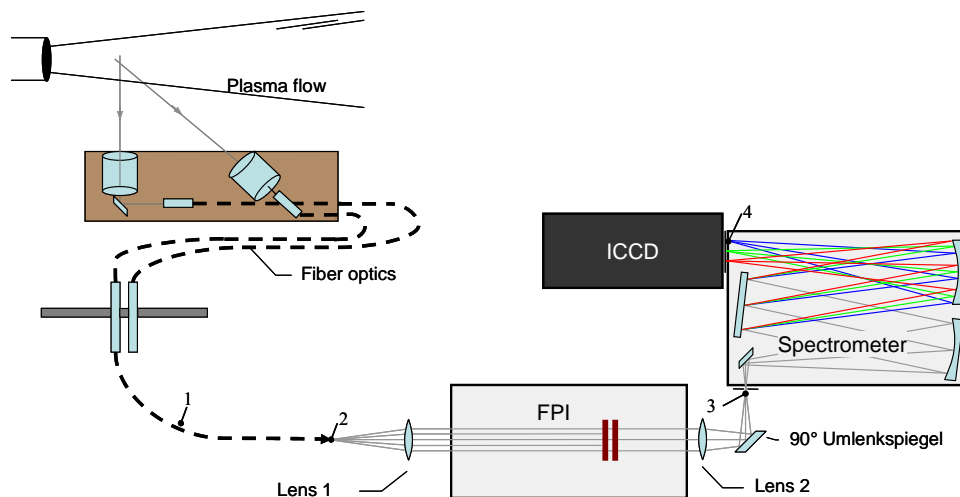 Plasma flow
4
ICCD
Fiber optics
Spectrometer
1
2
3
FPI
90° Umlenkspiegel
Lens 1
Lens 2